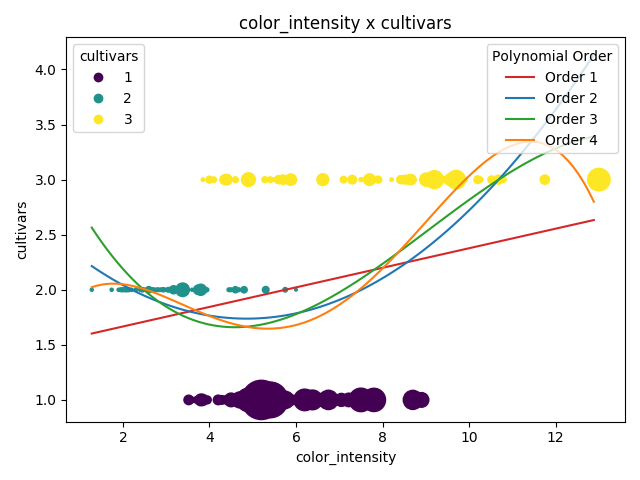 color_intensity x cultivars
cultivars
1
2
3
Polynomial Order
Order 1
Order 2
Order 3
Order 4
4.0
3.5
3.0
2.5
2.0
1.5
1.0
cultivars
2 4 6 8 10 12
color_intensity